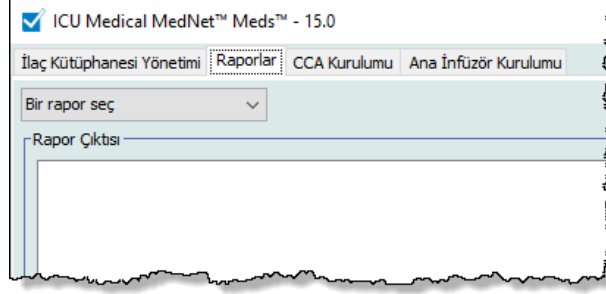 ICU Medical MedNet™ Meds™ - 15.0
İlaç Kütüphanesi Yönetimi Raporlar CCA Kurulumu Ana İnfüzör Kurulumu
Bir rapor seç
Rapor Çıktısı